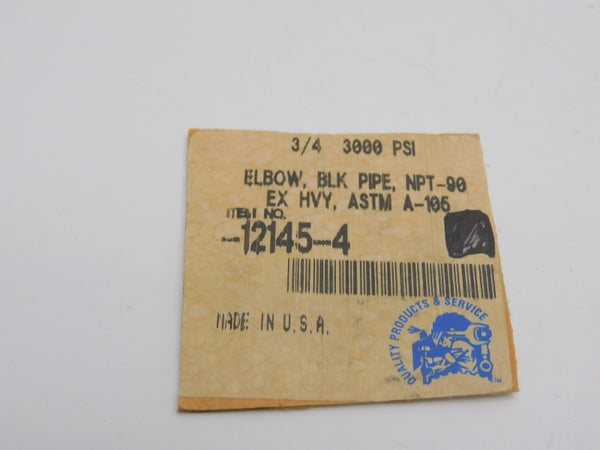 3/4 3000 PSI
ELBOW, BLK PIPE, NPT-90
EX HVY, ASTM A-105
ITEM NO.
-12145-4
MADE IN U.S.A.
QUALITY PRODUCTS & SERVICE
TM